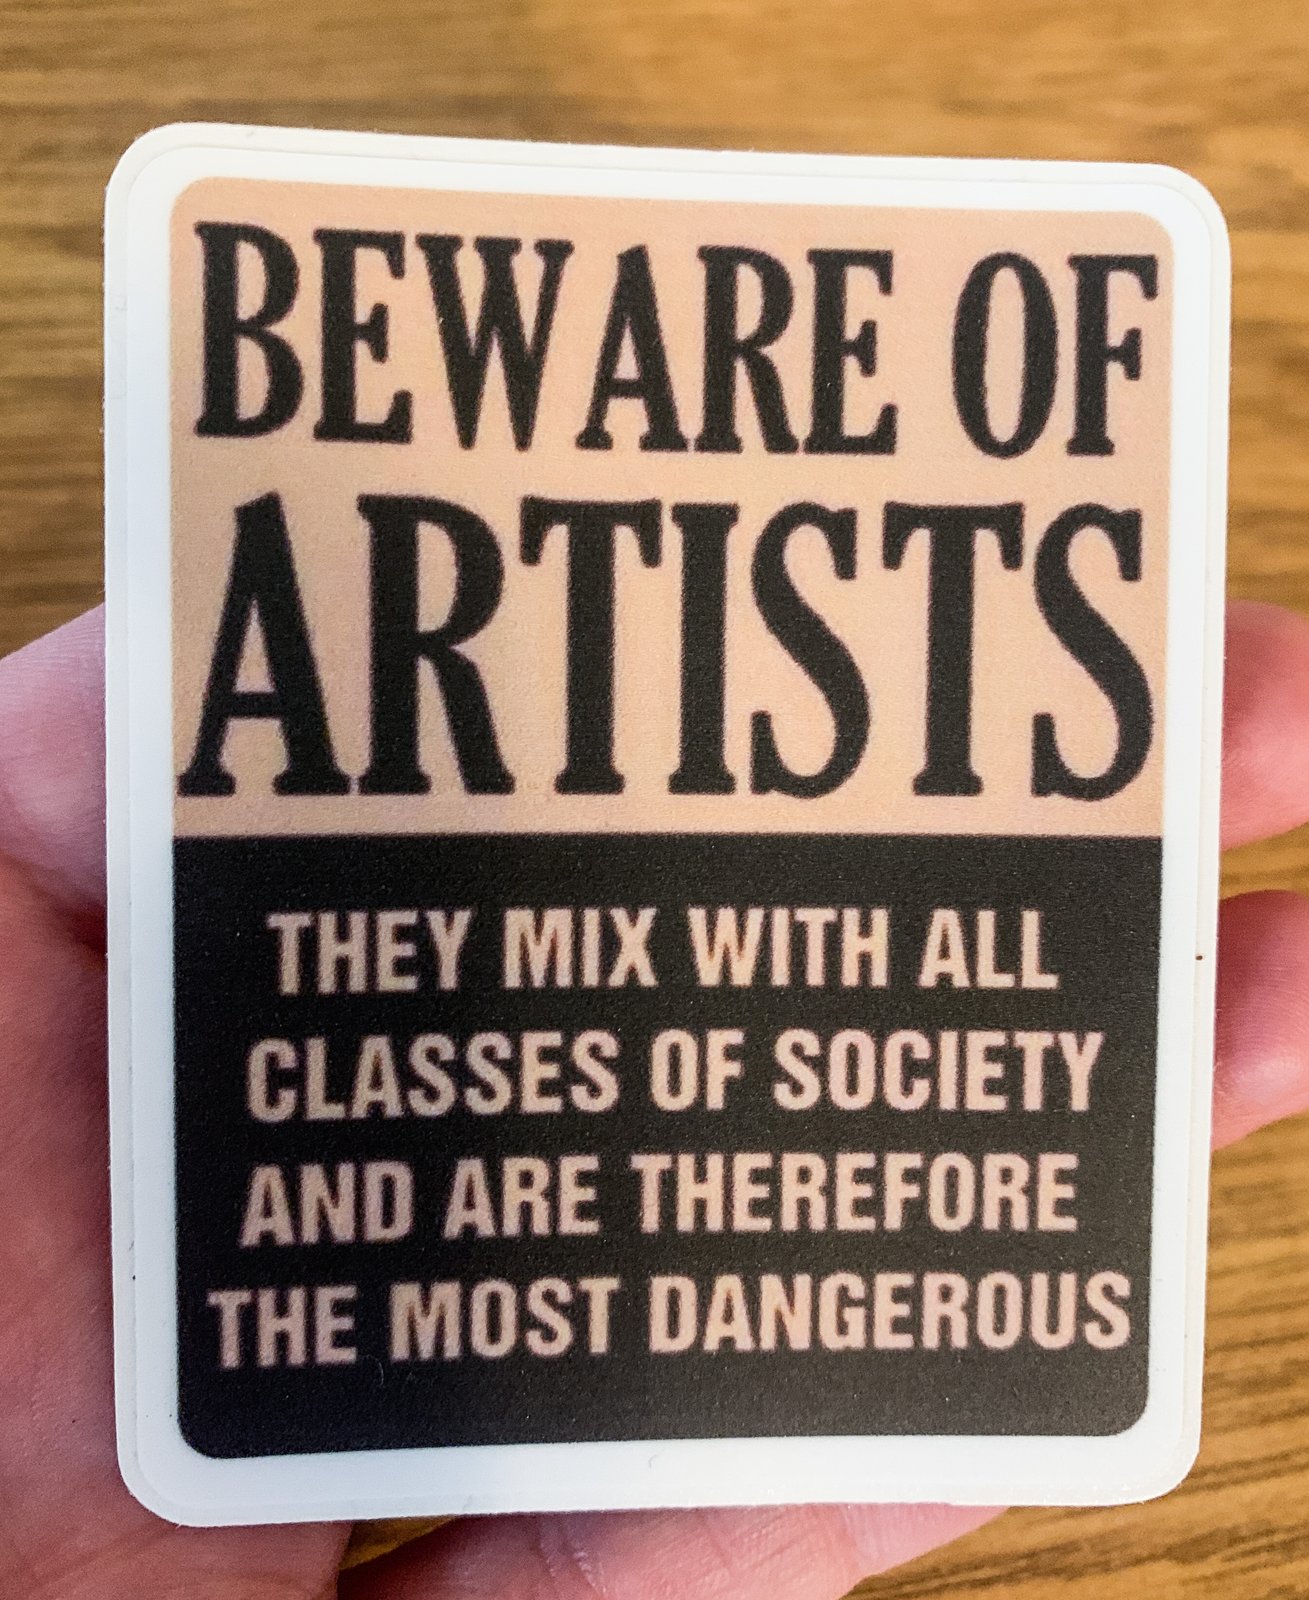 BEWARE OF
ARTISTS
THEY MIX WITH ALL
CLASSES OF SOCIETY
AND ARE THEREFORE
THE MOST DANGEROUS